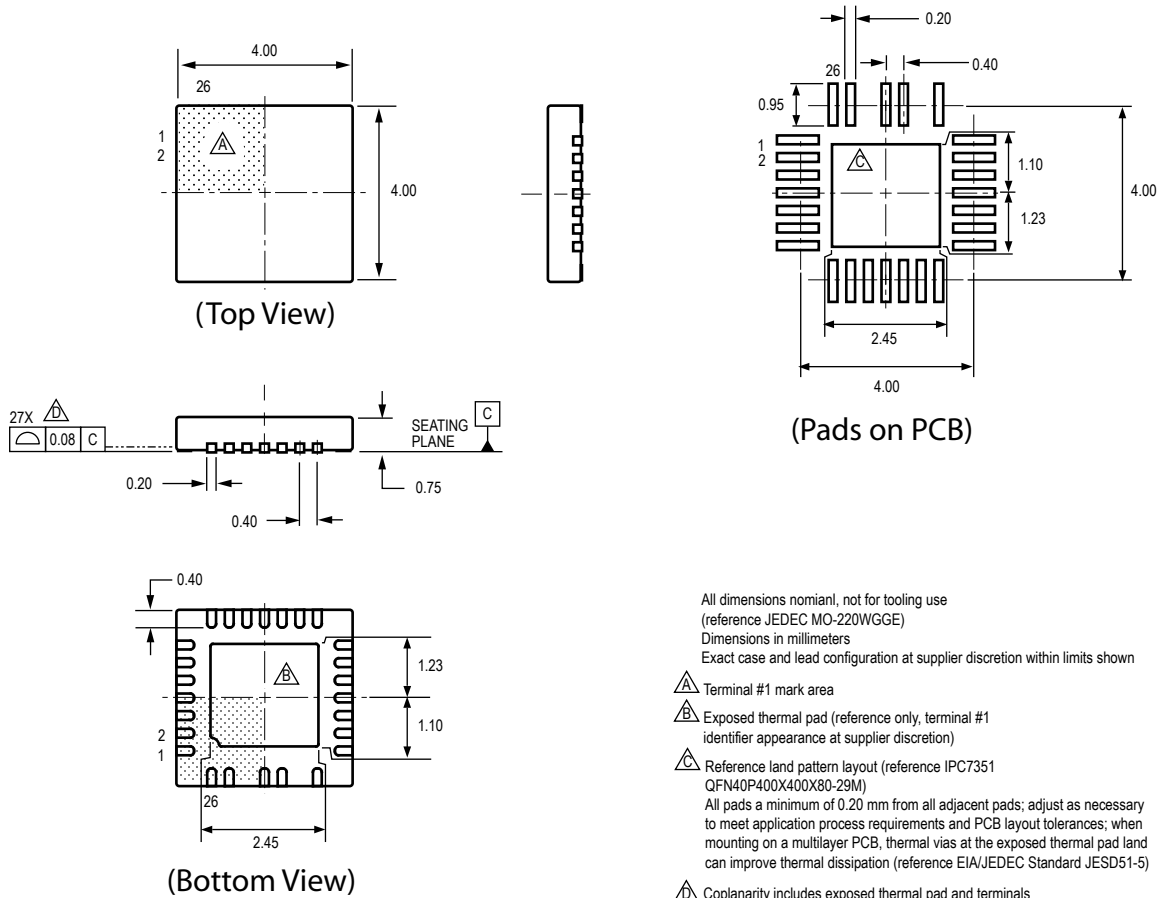 4.00
26
1
2
A
4.00
(Top View)
0.20
26
0.40
0.95
1
2
C
1.10
1.23
4.00
2.45
4.00
(Pads on PCB)
27X
D
0.08
C
SEATING
PLANE
C
0.20
0.40
0.75
0.40
B
1.23
1.10
2
1
26
2.45
(Bottom View)
All dimensions nomianl, not for tooling use
(reference JEDEC MO-220WGGE)
Dimensions in millimeters
Exact case and lead configuration at supplier discretion within limits shown
A Terminal #1 mark area
B Exposed thermal pad (reference only, terminal #1
identifier appearance at supplier discretion)
C Reference land pattern layout (reference IPC7351
QFN40P400X400X80-29M)
All pads a minimum of 0.20 mm from all adjacent pads; adjust as necessary
to meet application process requirements and PCB layout tolerances; when
mounting on a multilayer PCB, thermal vias at the exposed thermal pad land
can improve thermal dissipation (reference EIA/JEDEC Standard JESD51-5)
D Coplanarity includes exposed thermal pad and terminals